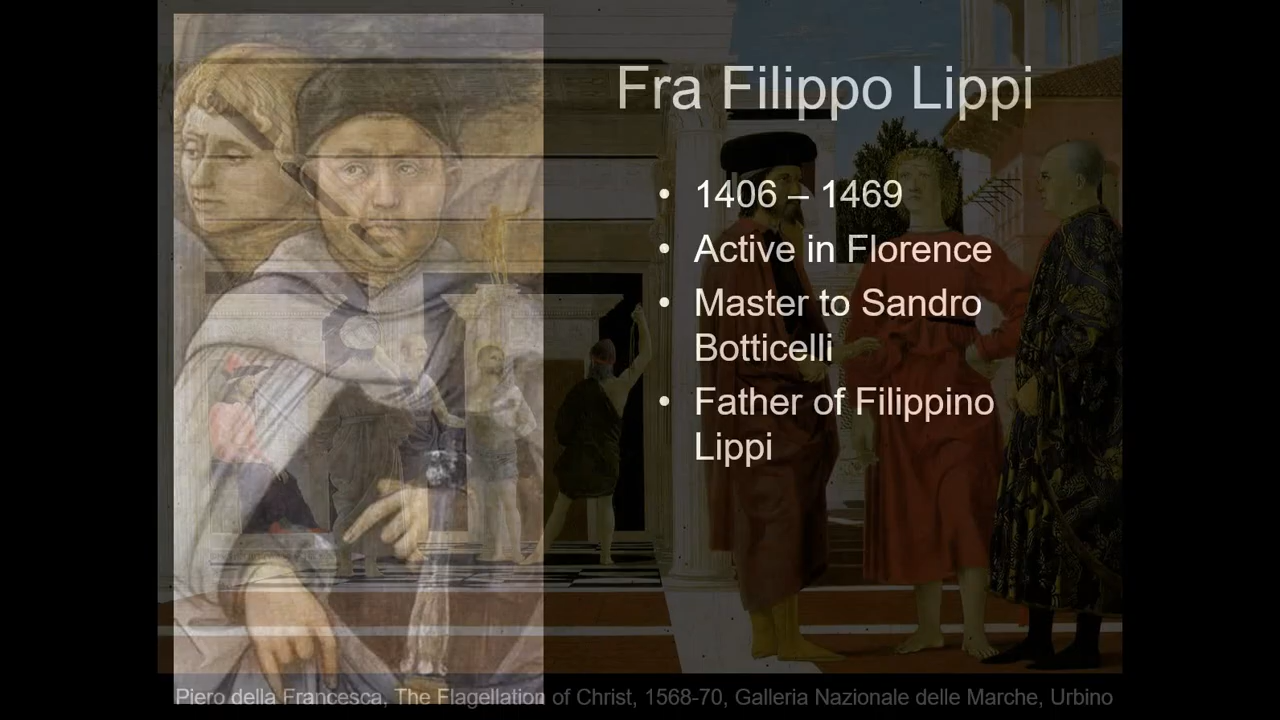 Fra Filippo Lippi
• 1406 – 1469
• Active in Florence
• Master to Sandro
Botticelli
• Father of Filippino
Lippi
Piero della Francesca, The Flagellation of Christ, 1568-70, Galleria Nazionale delle Marche, Urbino